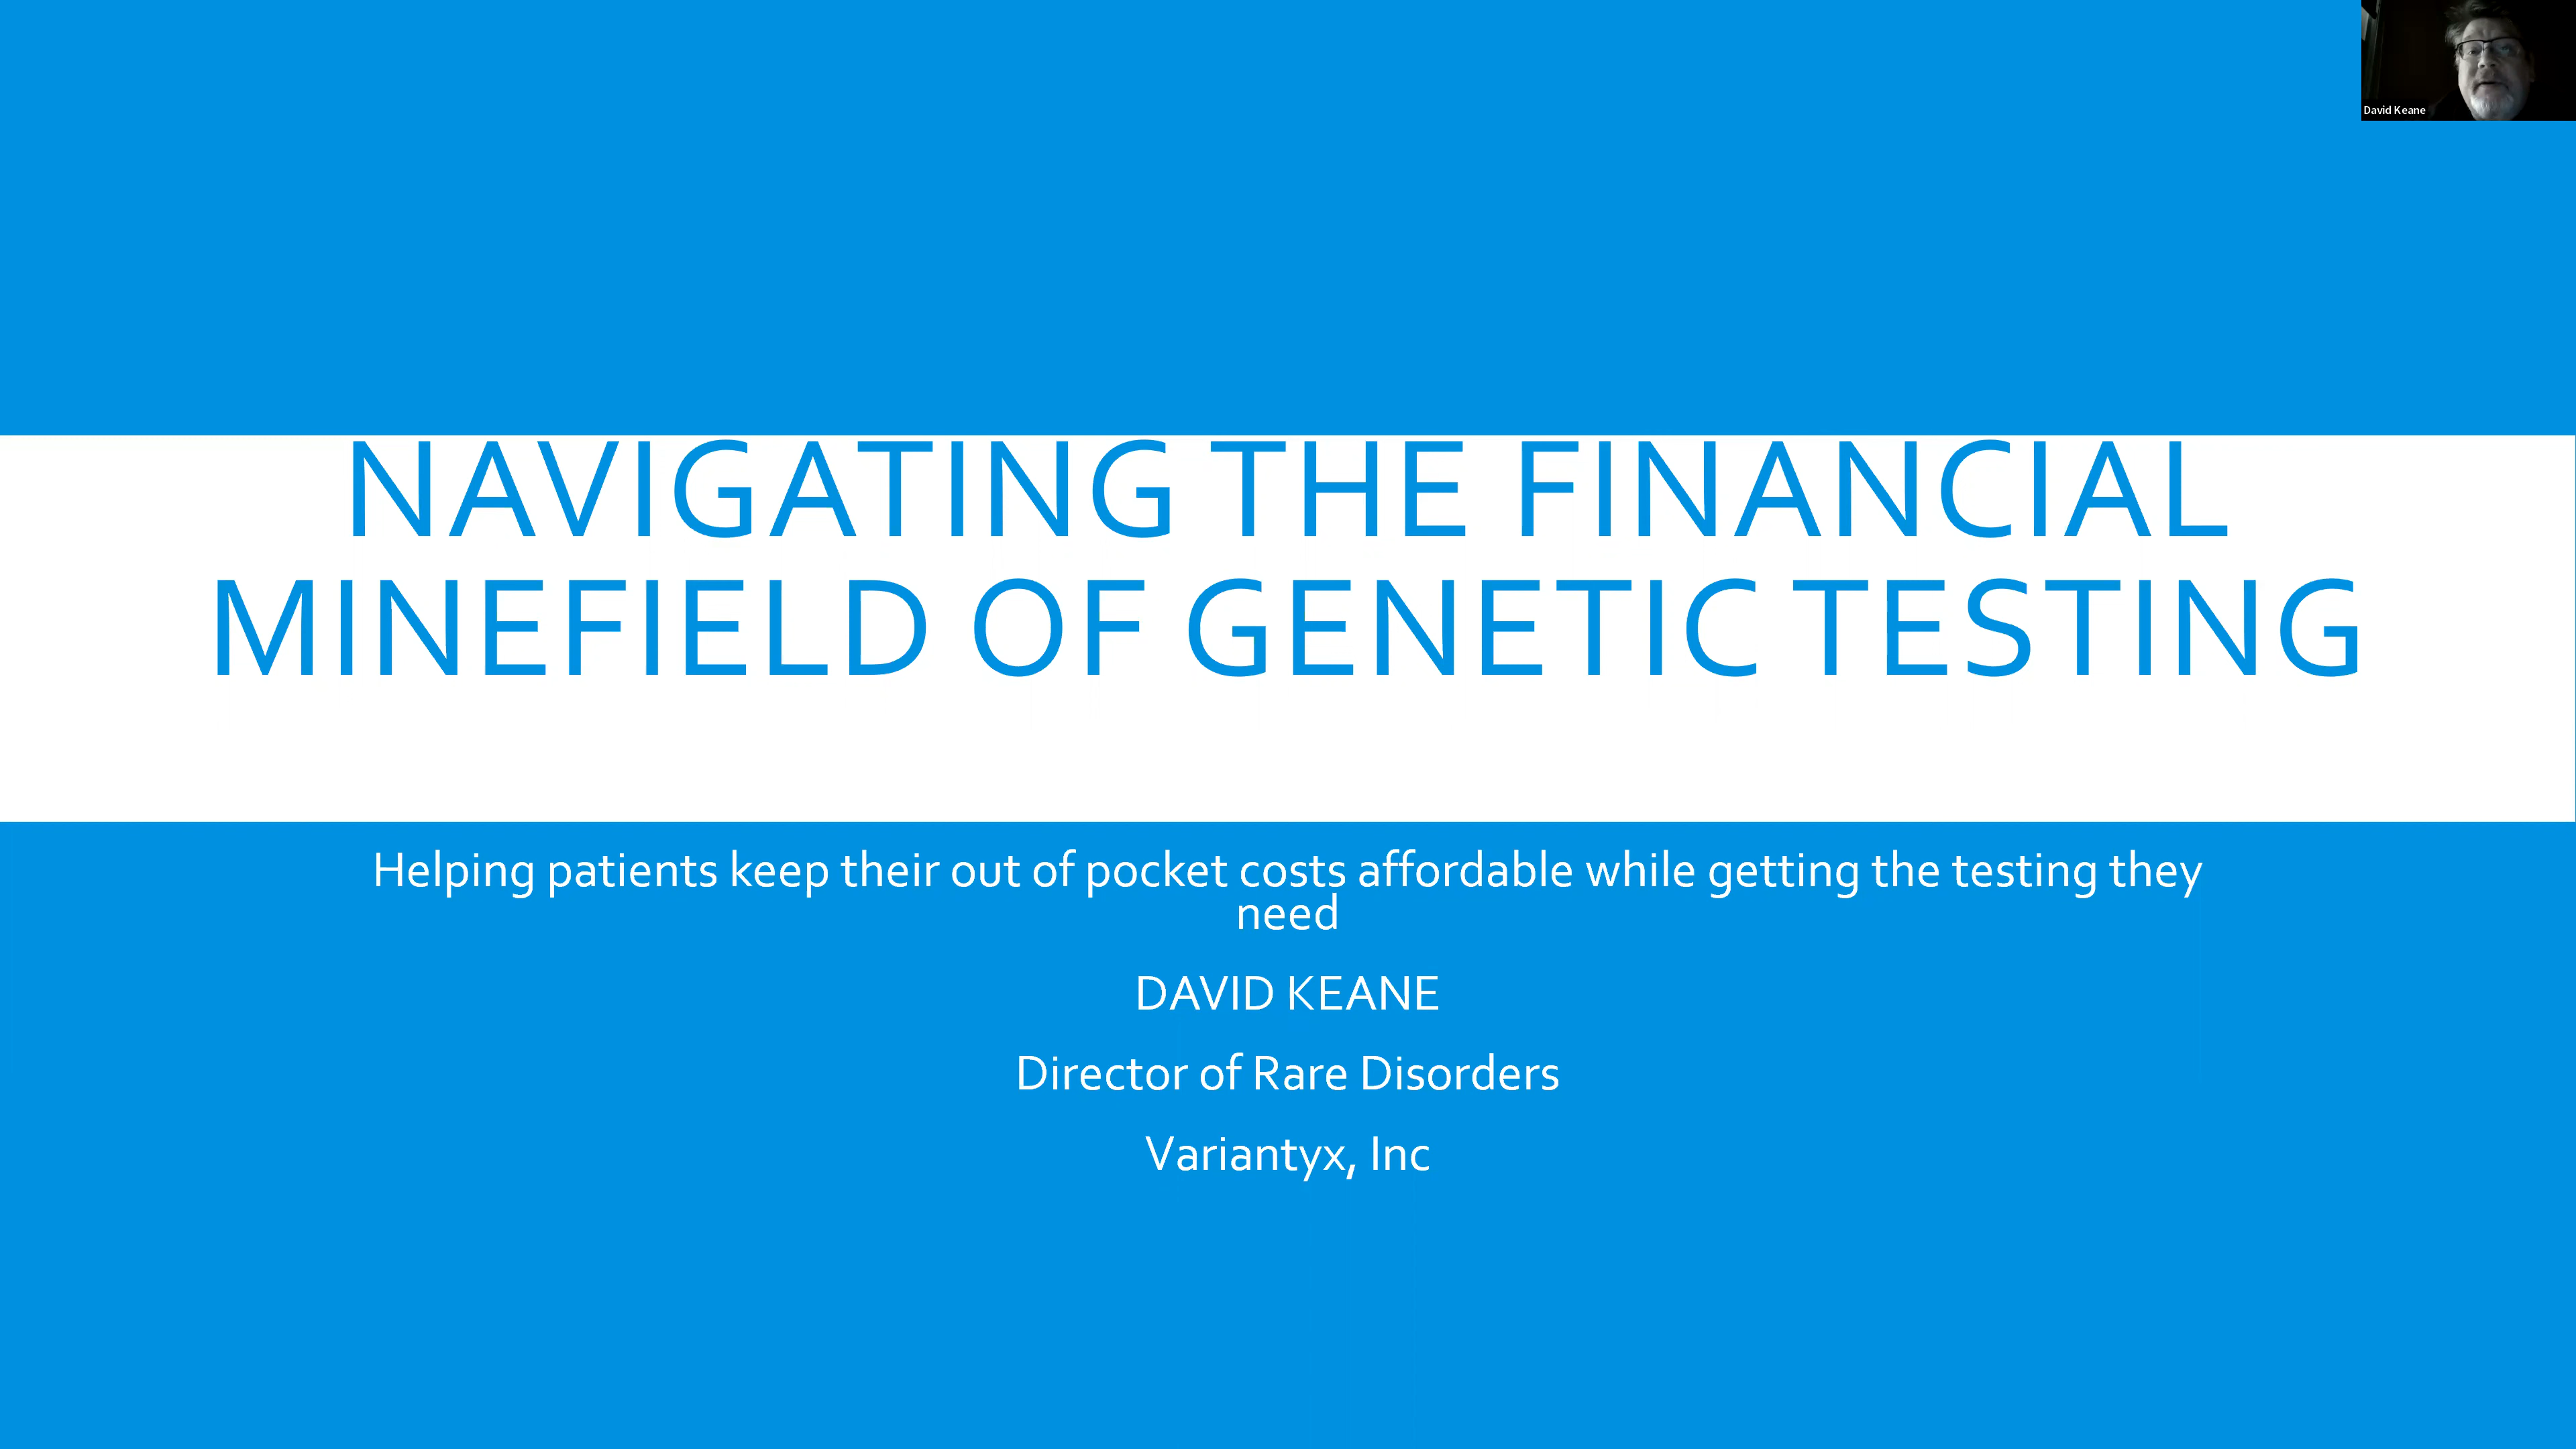 David Keane
NAVIGATING THE FINANCIAL
MINEFIELD OF GENETIC TESTING
Helping patients keep their out of pocket costs affordable while getting the testing they
need
DAVID KEANE
Director of Rare Disorders
Variantyx, Inc